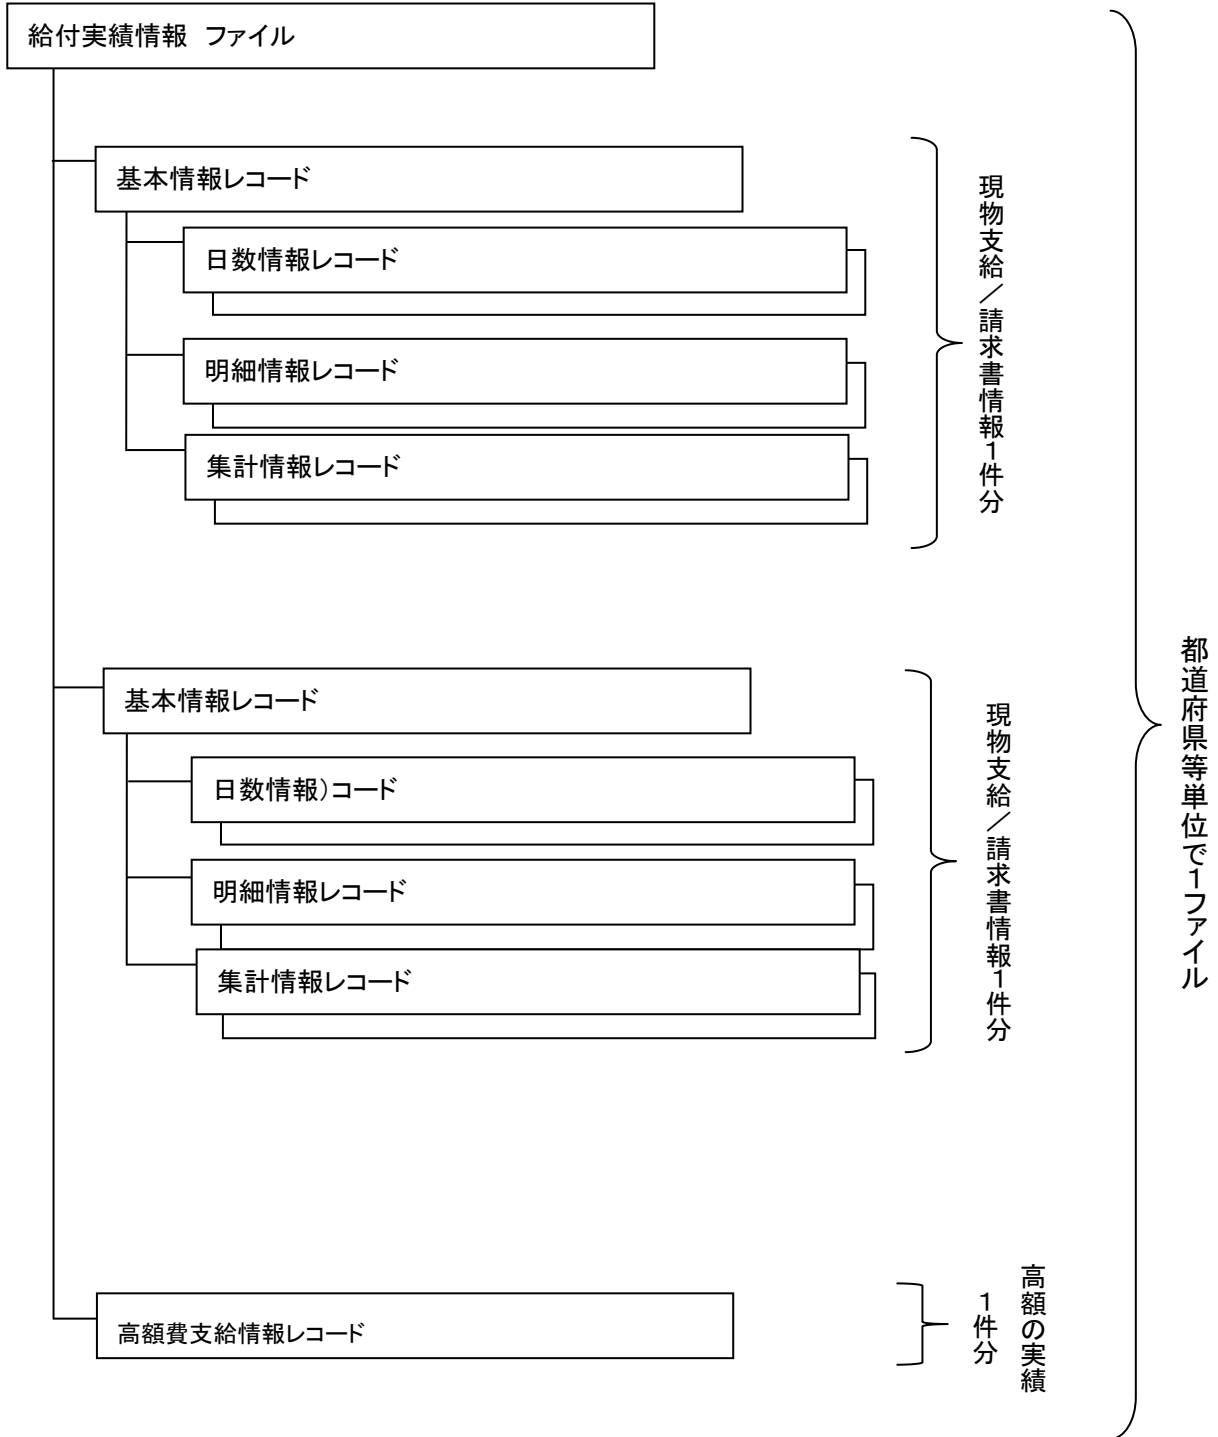 給付実績情報　ファイル
基本情報レコード
日数情報レコード
明細情報レコード
集計情報レコード
現物支給／請求書情報１件分
基本情報レコード
日数情報）コード
明細情報レコード
集計情報レコード
現物支給／請求書情報１件分
高額費支給情報レコード
高額の実績
１件分
都道府県等単位で１ファイル